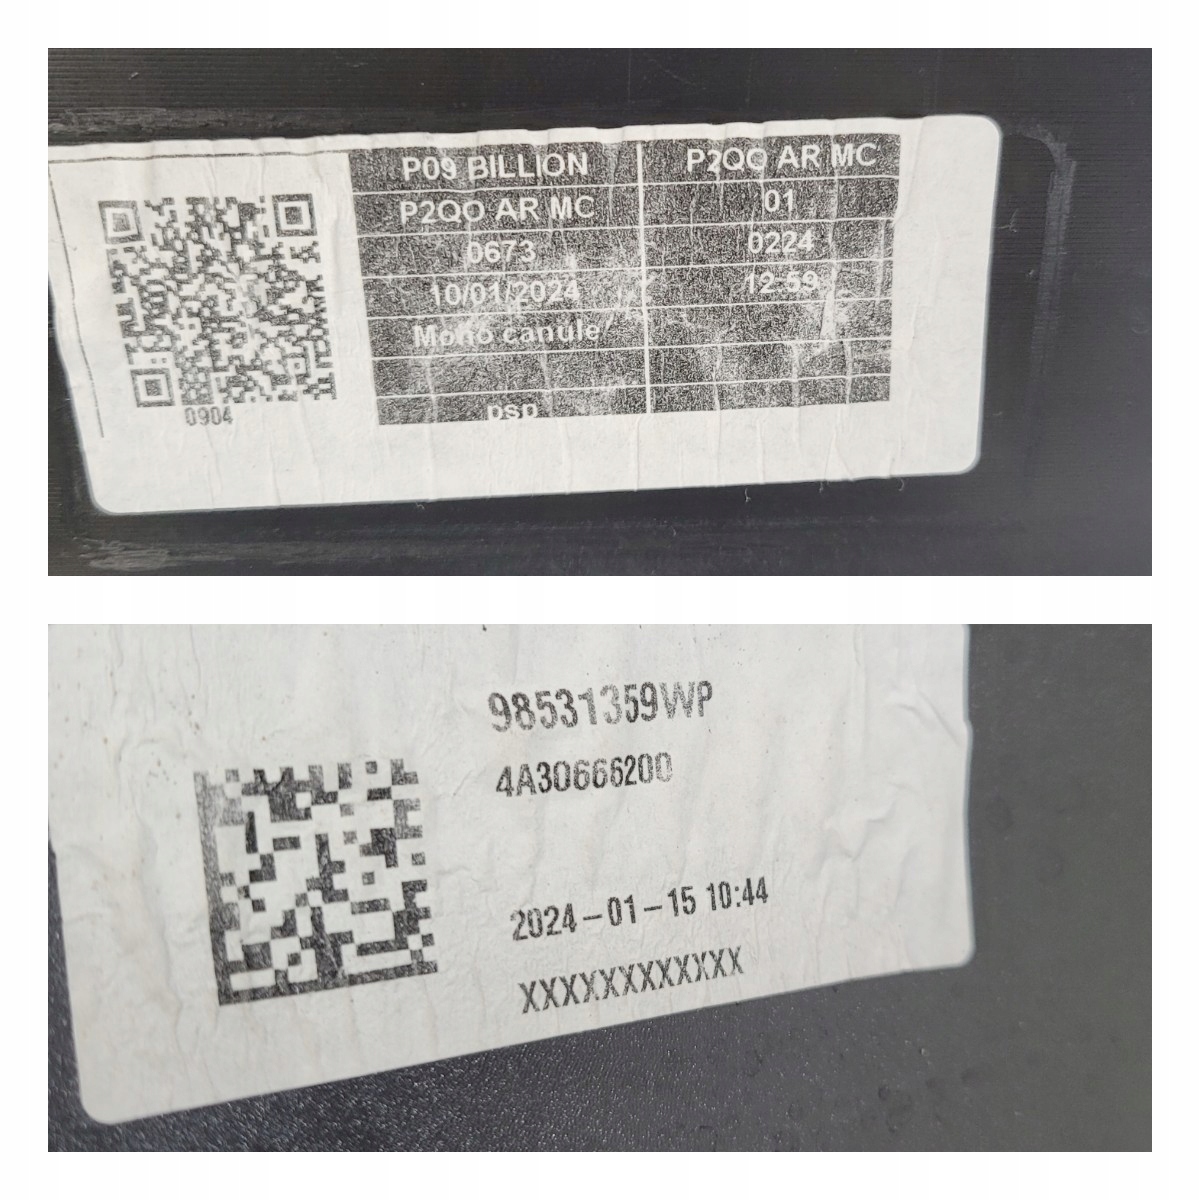 P09 BILLION P2QO AR MC
P2QO AR MC 01
0673 0224
10/01/2024 12:59
Mono canule
psp
0904
98531359WP
4A30666200
2024-01-15 10:44
XXXXXXXXXXXX